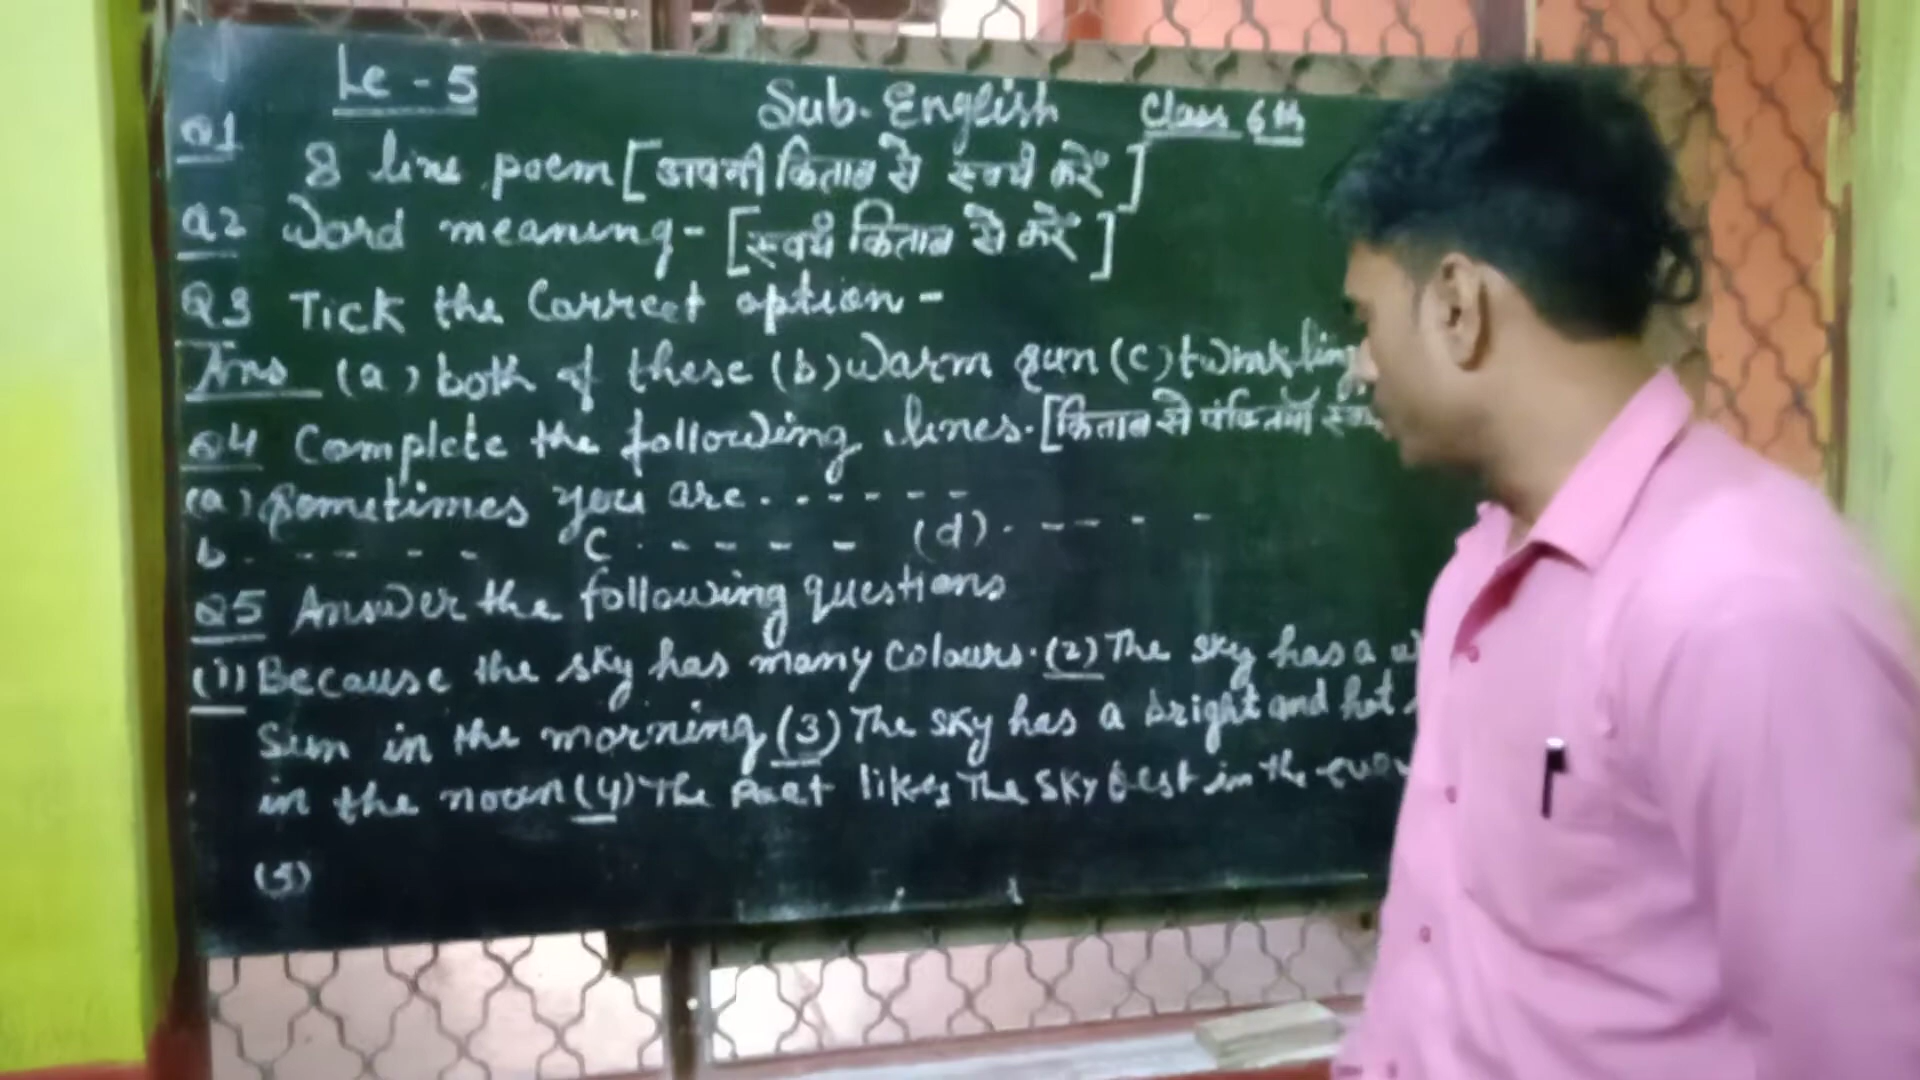 Lc - 5
Sub. English Class 6th
Q1 8 line poem [अपनी किताब से स्वयं करें]
Q2 Word meaning- [स्वयं किताब से करें]
Q3 Tick the Correct option -
Ans (a) both of these (b) Warm sun (c) twinkling
Q4 Complete the following lines. [किताब से पंक्तियाँ
(a) Sometimes you are - - - - - -
b. - - - - - C. - - - - - (d) - - - - -
Q5 Answer the following questions
(1) Because the sky has many colours. (2) The sky has a
Sun in the morning (3) The sky has a bright and hot
in the noon (4) The Poet likes The sky best in the
(5)